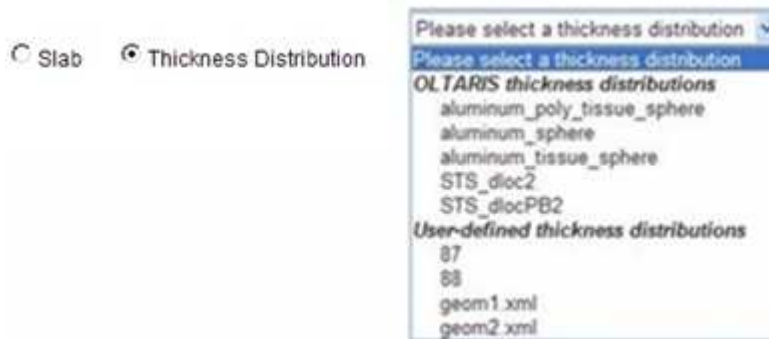 Slab Thickness Distribution
Please select a thickness distribution
Please select a thickness distribution
OLTARIS thickness distributions
aluminum_poly_tissue_sphere
aluminum_sphere
aluminum_tissue_sphere
STS_dloc2
STS_dlocPB2
User-defined thickness distributions
87
88
geom1.xml
geom2.xml